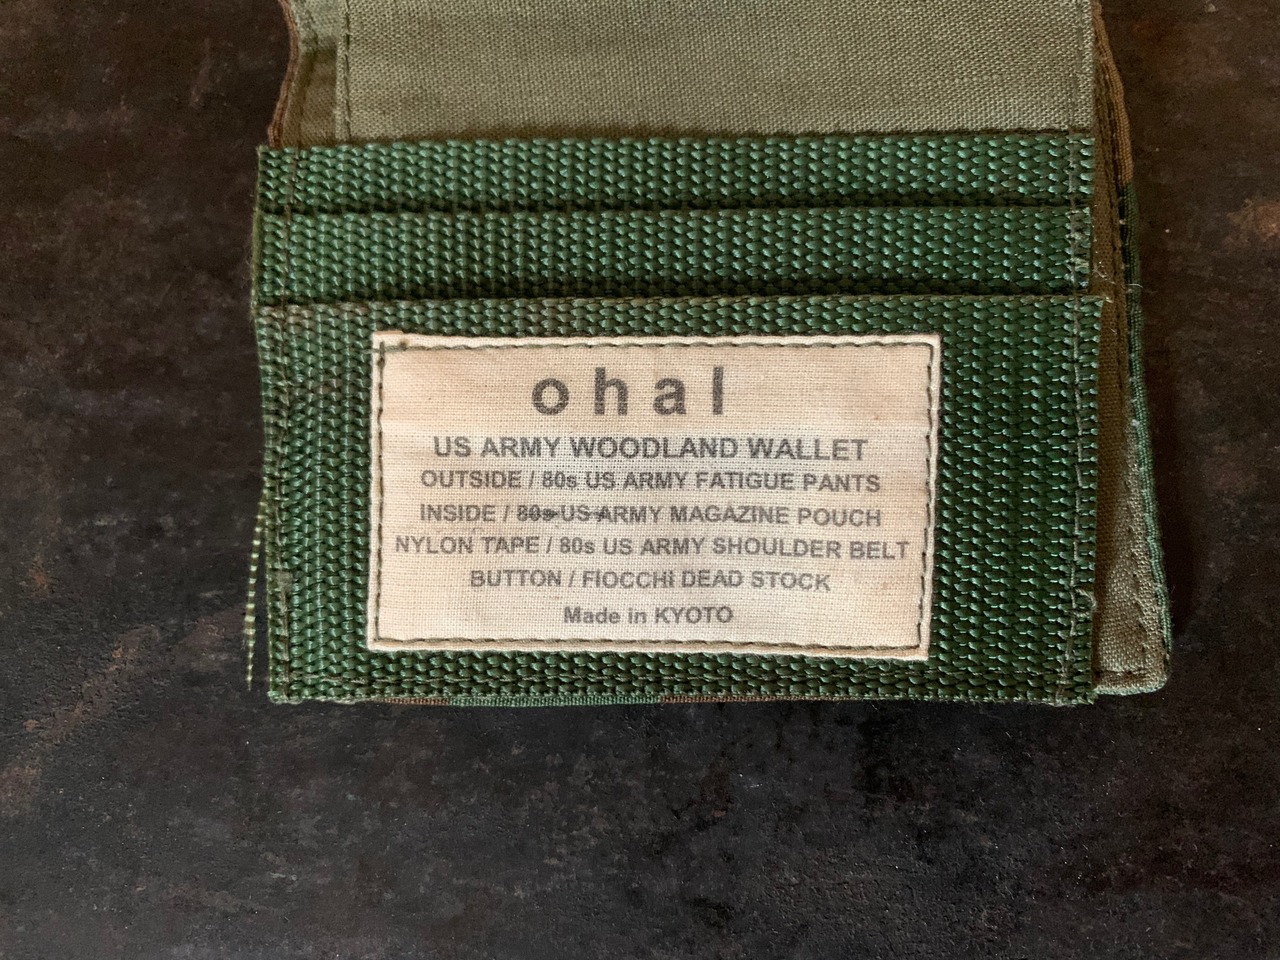 ohal
US ARMY WOODLAND WALLET
OUTSIDE / 80s US ARMY FATIGUE PANTS
INSIDE / 80s US ARMY MAGAZINE POUCH
NYLON TAPE / 80s US ARMY SHOULDER BELT
BUTTON / FIOCCHi DEAD STOCK
Made in KYOTO